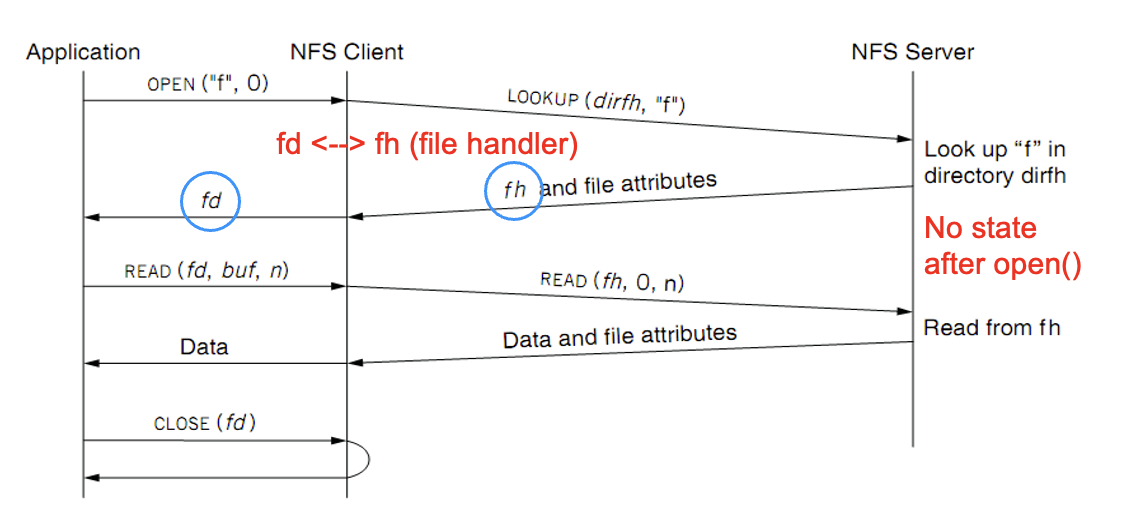 Application
NFS Client
NFS Server
OPEN ("f", 0)
LOOKUP (dirfh, "f")
fd <--> fh (file handler)
Look up “f” in
directory dirfh
fd
fh and file attributes
No state
after open()
READ (fd, buf, n)
READ (fh, 0, n)
Read from fh
Data
Data and file attributes
CLOSE (fd)